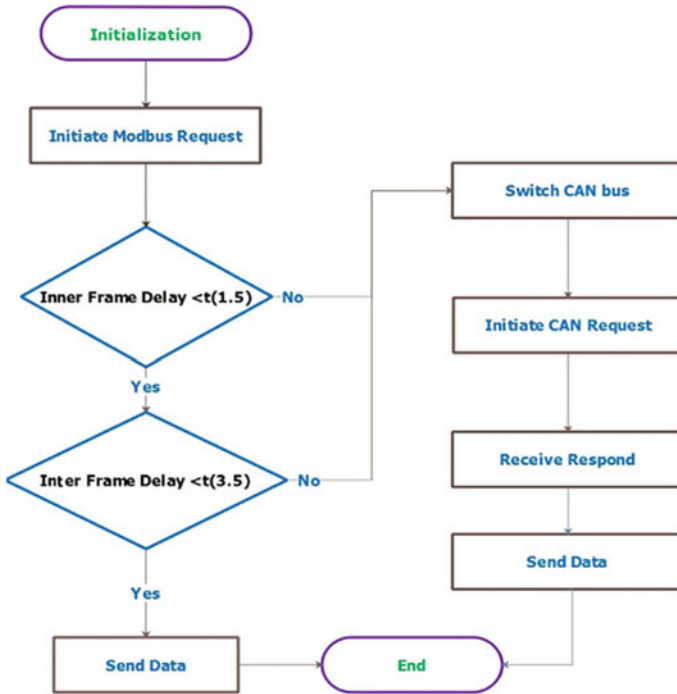 Initialization
Initiate Modbus Request
Inner Frame Delay <t(1.5)
No
Yes
Inter Frame Delay <t(3.5)
No
Yes
Send Data
Switch CAN bus
Initiate CAN Request
Receive Respond
Send Data
End